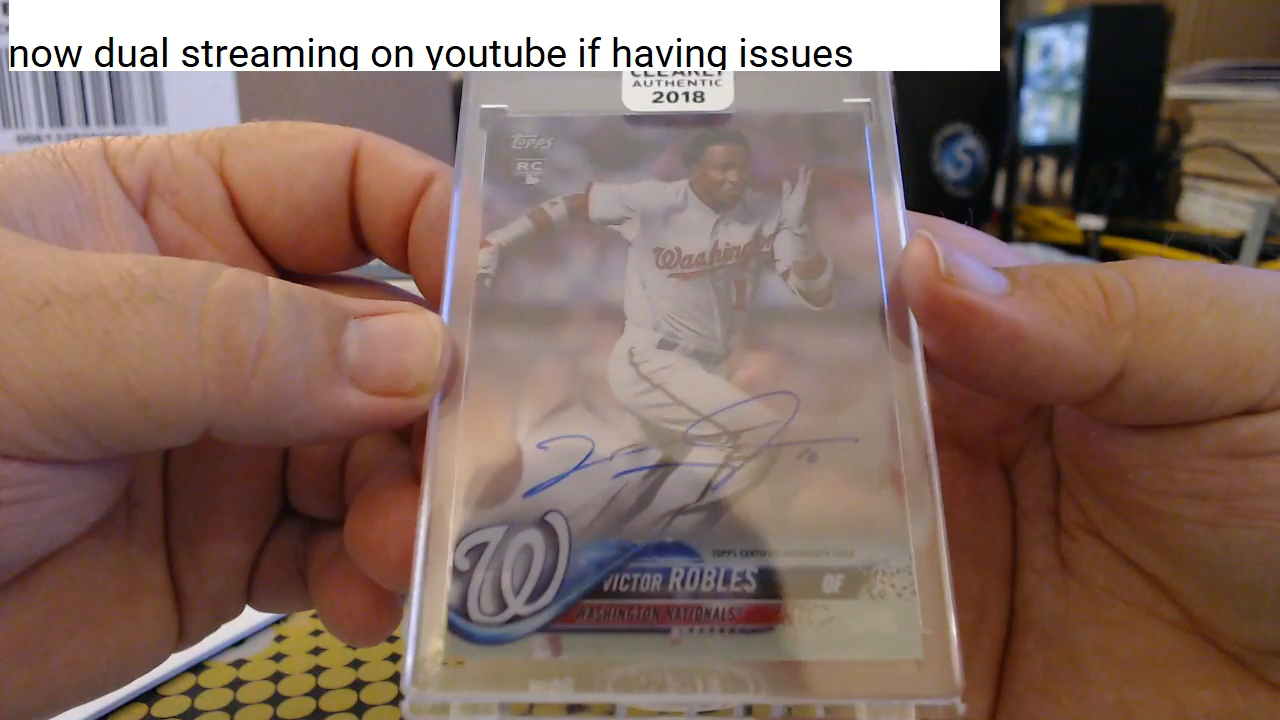 now dual streaming on youtube if having issues
CLEARLY
AUTHENTIC
2018
Topps
RC
Washington
TOPPS CERTIFIED AUTOGRAPH ISSUE
W
VICTOR ROBLES OF
WASHINGTON NATIONALS